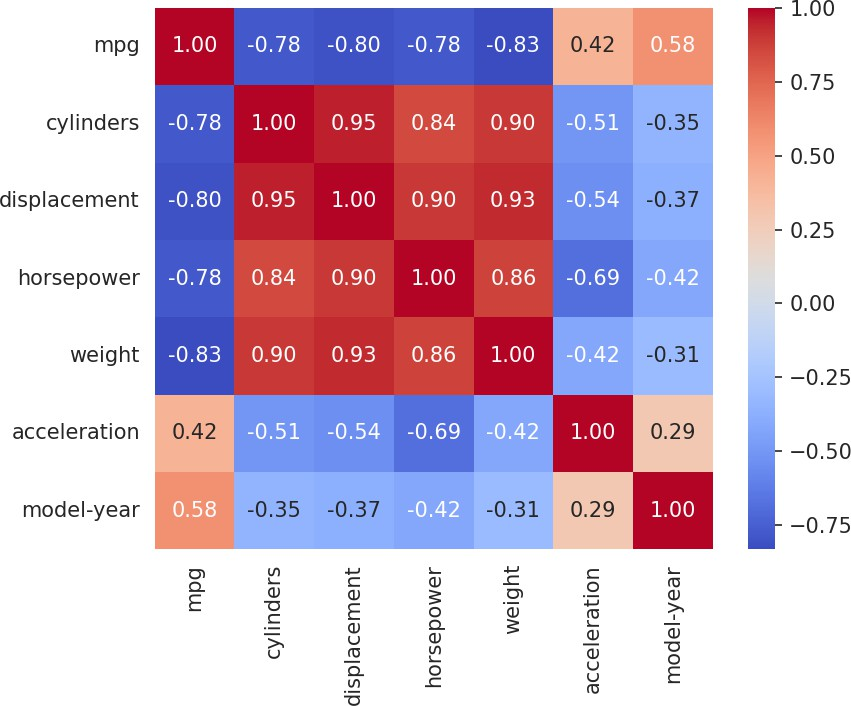 mpg 1.00 -0.78 -0.80 -0.78 -0.83 0.42 0.58
cylinders -0.78 1.00 0.95 0.84 0.90 -0.51 -0.35
displacement -0.80 0.95 1.00 0.90 0.93 -0.54 -0.37
horsepower -0.78 0.84 0.90 1.00 0.86 -0.69 -0.42
weight -0.83 0.90 0.93 0.86 1.00 -0.42 -0.31
acceleration 0.42 -0.51 -0.54 -0.69 -0.42 1.00 0.29
model-year 0.58 -0.35 -0.37 -0.42 -0.31 0.29 1.00
mpg
cylinders
displacement
horsepower
weight
acceleration
model-year
1.00
0.75
0.50
0.25
0.00
−0.25
−0.50
−0.75